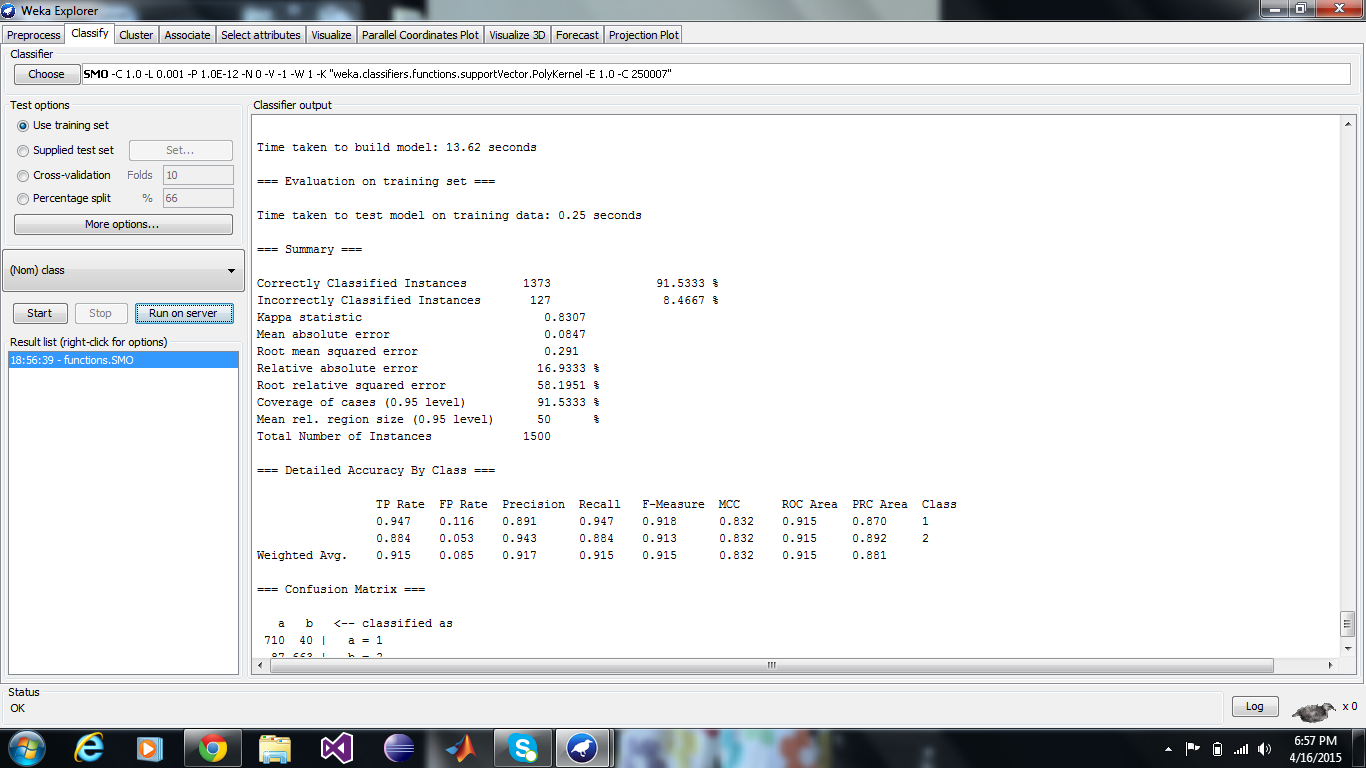 Weka Explorer
Preprocess Classify Cluster Associate Select attributes Visualize Parallel Coordinates Plot Visualize 3D Forecast Projection Plot
Classifier
Choose SMO -C 1.0 -L 0.001 -P 1.0E-12 -N 0 -V -1 -W 1 -K "weka.classifiers.functions.supportVector.PolyKernel -E 1.0 -C 250007"
Test options
Use training set
Supplied test set Set...
Cross-validation Folds 10
Percentage split % 66
More options...
(Nom) class
Start Stop Run on server
Result list (right-click for options)
18:56:39 - functions.SMO
Classifier output
Time taken to build model: 13.62 seconds
=== Evaluation on training set ===
Time taken to test model on training data: 0.25 seconds
=== Summary ===
Correctly Classified Instances 1373 91.5333 %
Incorrectly Classified Instances 127 8.4667 %
Kappa statistic 0.8307
Mean absolute error 0.0847
Root mean squared error 0.291
Relative absolute error 16.9333 %
Root relative squared error 58.1951 %
Coverage of cases (0.95 level) 91.5333 %
Mean rel. region size (0.95 level) 50 %
Total Number of Instances 1500
=== Detailed Accuracy By Class ===
TP Rate FP Rate Precision Recall F-Measure MCC ROC Area PRC Area Class
0.947 0.116 0.891 0.947 0.918 0.832 0.915 0.870 1
0.884 0.053 0.943 0.884 0.913 0.832 0.915 0.892 2
Weighted Avg. 0.915 0.085 0.917 0.915 0.915 0.832 0.915 0.881
=== Confusion Matrix ===
a b <-- classified as
710 40 | a = 1
87 663 | b = 2
Status
OK
Log
x 0
6:57 PM
4/16/2015